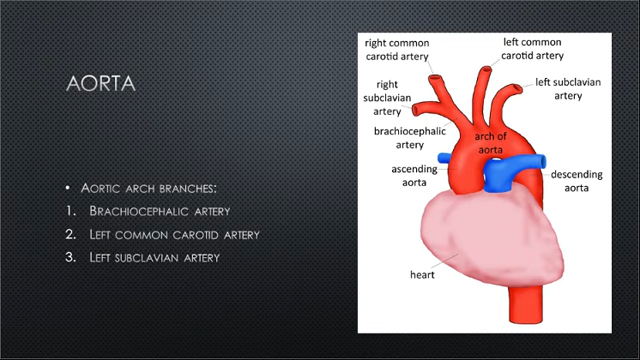 AORTA
• AORTIC ARCH BRANCHES:
1. BRACHIOCEPHALIC ARTERY
2. LEFT COMMON CAROTID ARTERY
3. LEFT SUBCLAVIAN ARTERY
right common
carotid artery
left common
carotid artery
right
subclavian
artery
left subclavian
artery
brachiocephalic
artery
arch of
aorta
ascending
aorta
descending
aorta
heart